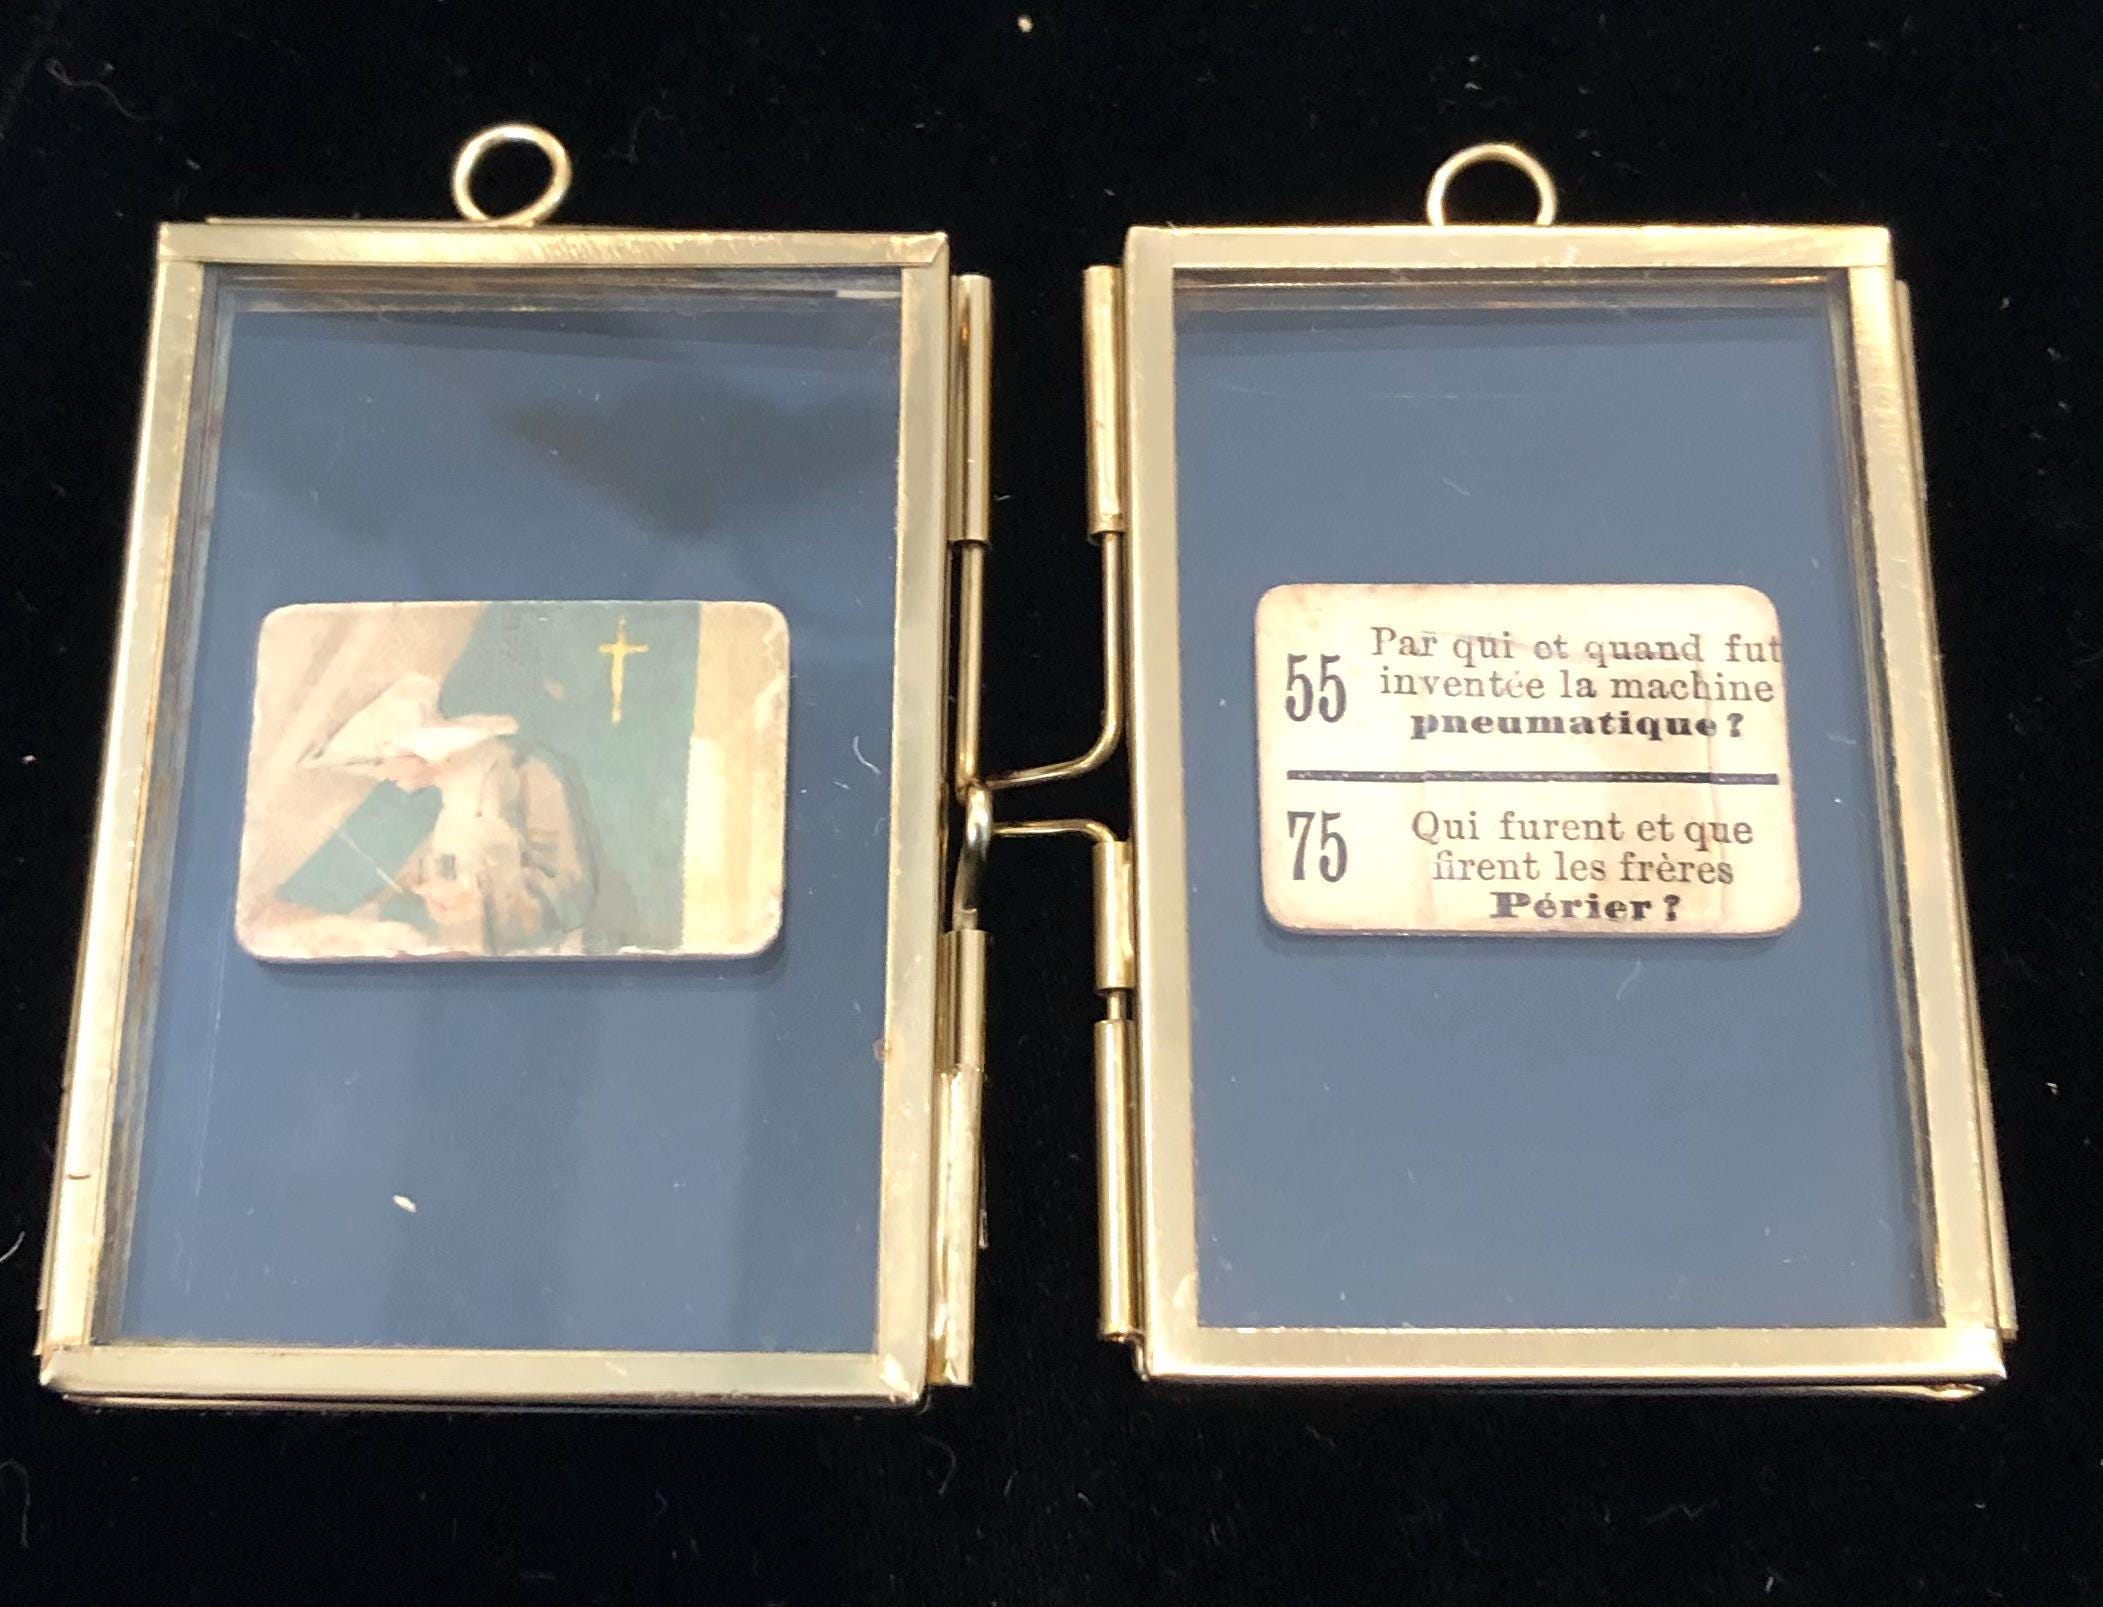 55
Par qui et quand fut
inventée la machine
pneumatique?
75
Qui furent et que
firent les frères
Périer?